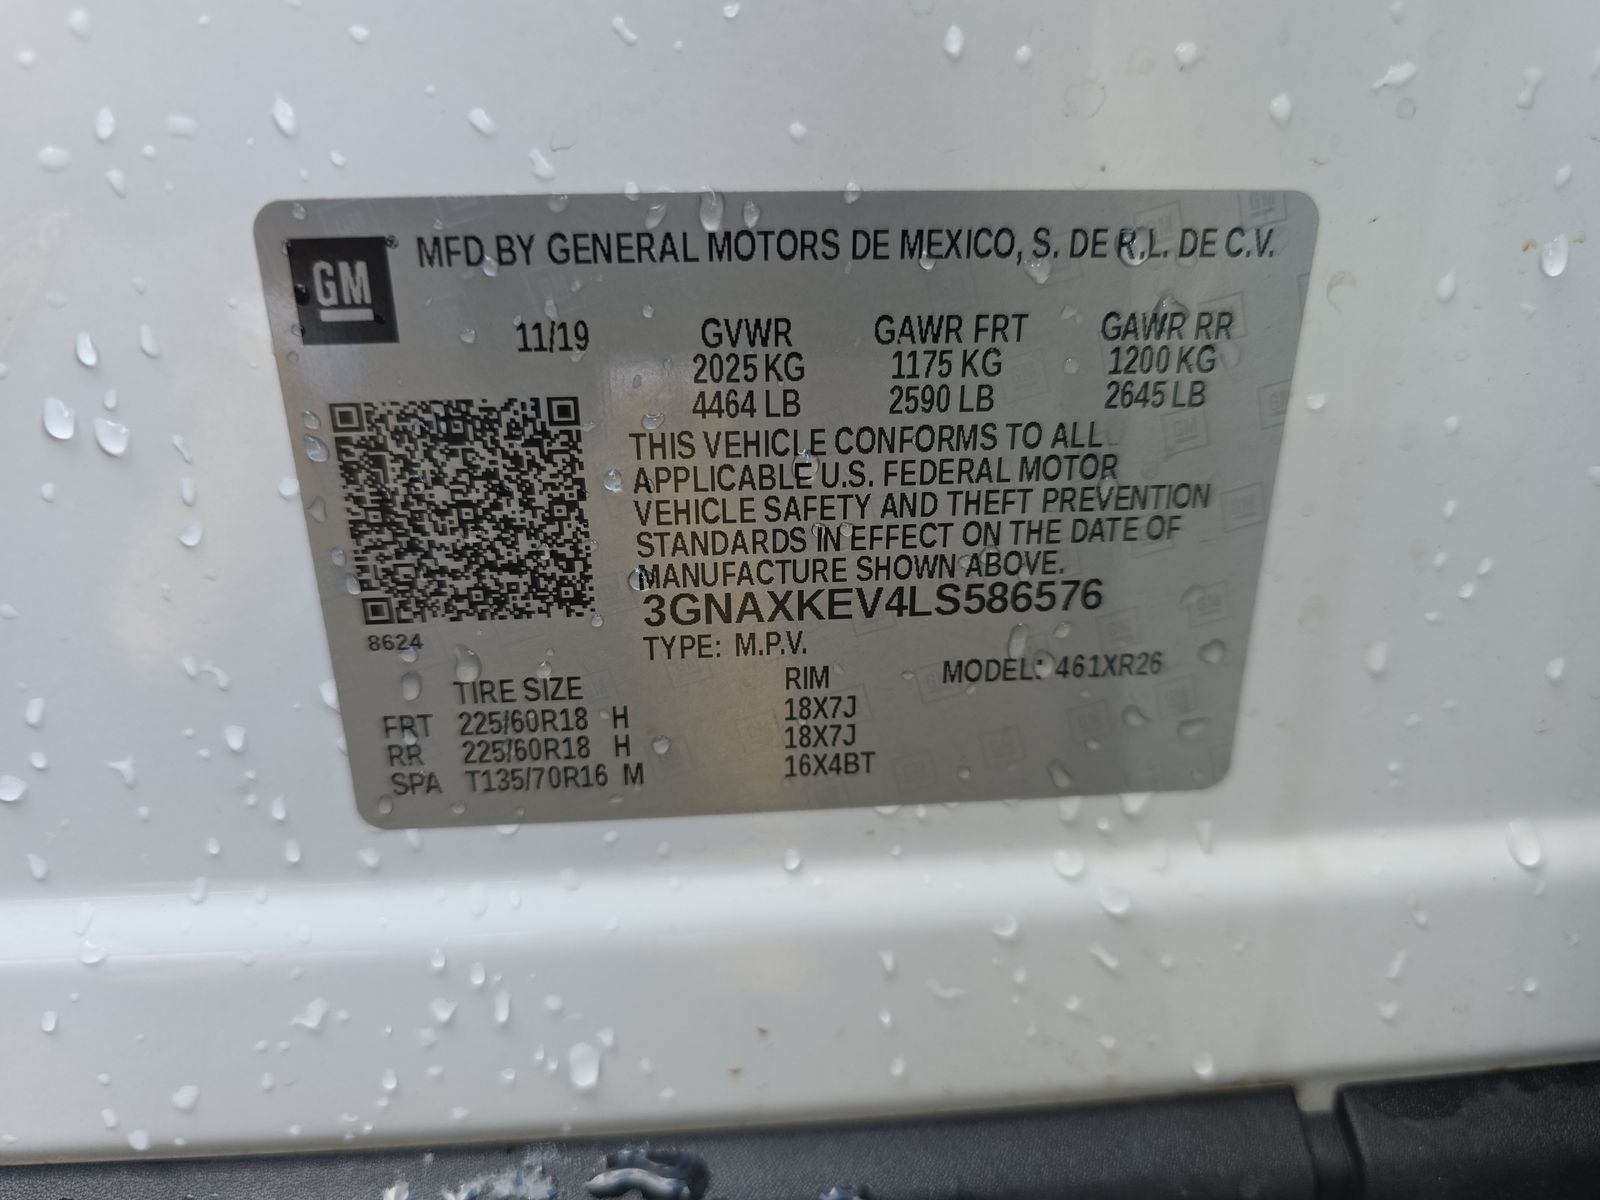 GM® MFD BY GENERAL MOTORS DE MEXICO, S. DE R.L. DE C.V.
11/19 GVWR GAWR FRT GAWR RR
2025 KG 1175 KG 1200 KG
4464 LB 2590 LB 2645 LB
THIS VEHICLE CONFORMS TO ALL
APPLICABLE U.S. FEDERAL MOTOR
VEHICLE SAFETY AND THEFT PREVENTION
STANDARDS IN EFFECT ON THE DATE OF
MANUFACTURE SHOWN ABOVE.
3GNAXKEV4LS586576
8624
TYPE: M.P.V.
MODEL: 461XR26
TIRE SIZE RIM
FRT 225/60R18 H 18X7J
RR 225/60R18 H 18X7J
SPA T135/70R16 M 16X4BT